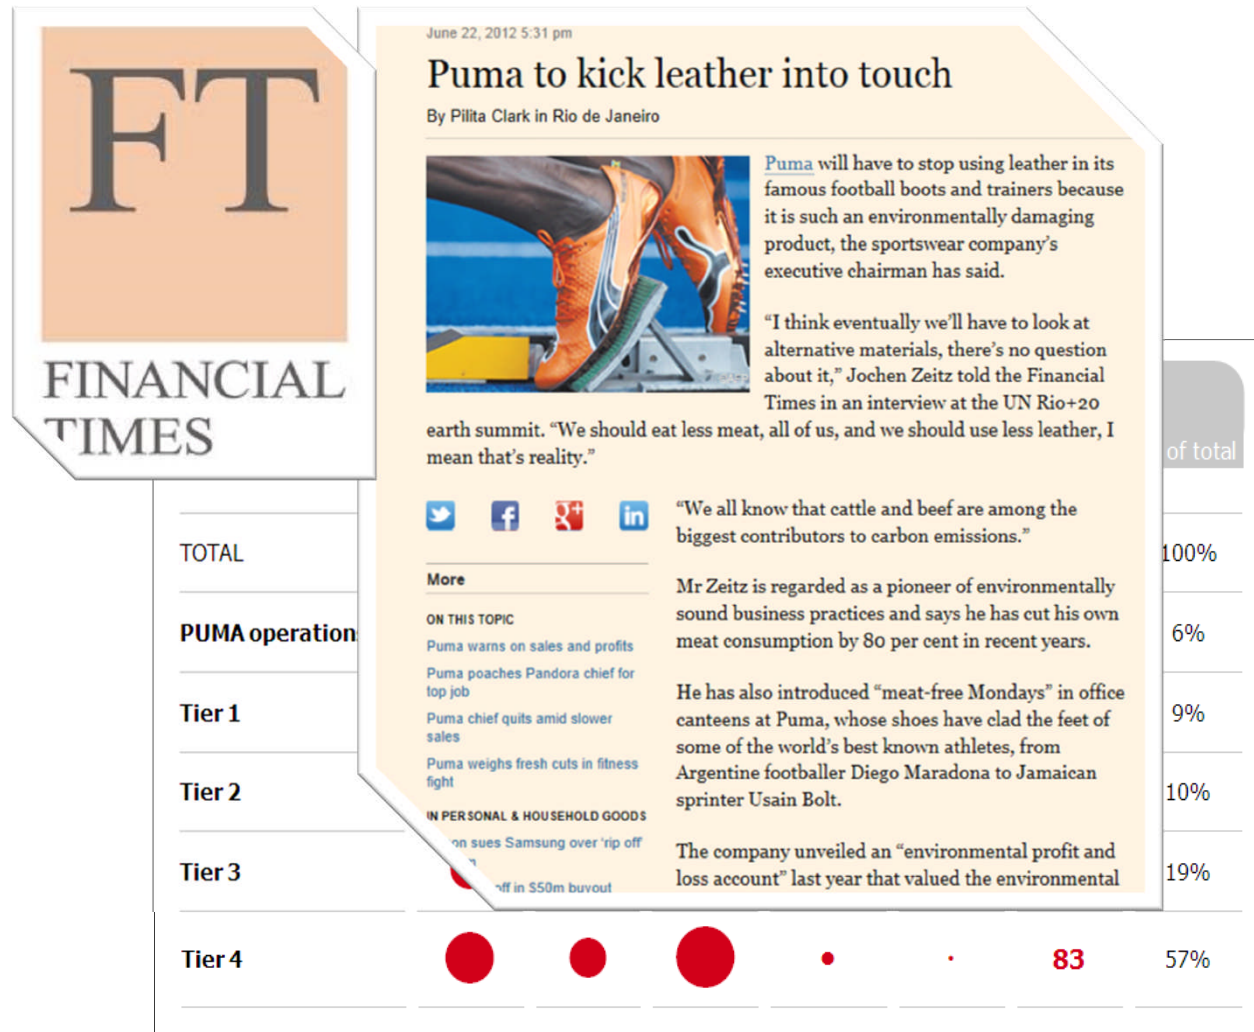 FT
FINANCIAL
TIMES
June 22, 2012 5:31 pm
Puma to kick leather into touch
By Pilita Clark in Rio de Janeiro
Puma will have to stop using leather in its
famous football boots and trainers because
it is such an environmentally damaging
product, the sportswear company’s
executive chairman has said.
“I think eventually we’ll have to look at
alternative materials, there’s no question
about it,” Jochen Zeitz told the Financial
Times in an interview at the UN Rio+20
earth summit. “We should eat less meat, all of us, and we should use less leather, I
mean that’s reality.”
“We all know that cattle and beef are among the
biggest contributors to carbon emissions.”
Mr Zeitz is regarded as a pioneer of environmentally
sound business practices and says he has cut his own
meat consumption by 80 per cent in recent years.
He has also introduced “meat-free Mondays” in office
canteens at Puma, whose shoes have clad the feet of
some of the world’s best known athletes, from
Argentine footballer Diego Maradona to Jamaican
sprinter Usain Bolt.
The company unveiled an “environmental profit and
loss account” last year that valued the environmental
More
ON THIS TOPIC
Puma warns on sales and profits
Puma poaches Pandora chief for
top job
Puma chief quits amid slower
sales
Puma weighs fresh cuts in fitness
fight
IN PERSONAL & HOUSEHOLD GOODS
sues Samsung over ‘rip off’
off in $50m buyout
of total
TOTAL 100%
PUMA operation 6%
Tier 1 9%
Tier 2 10%
Tier 3 19%
Tier 4 83 57%